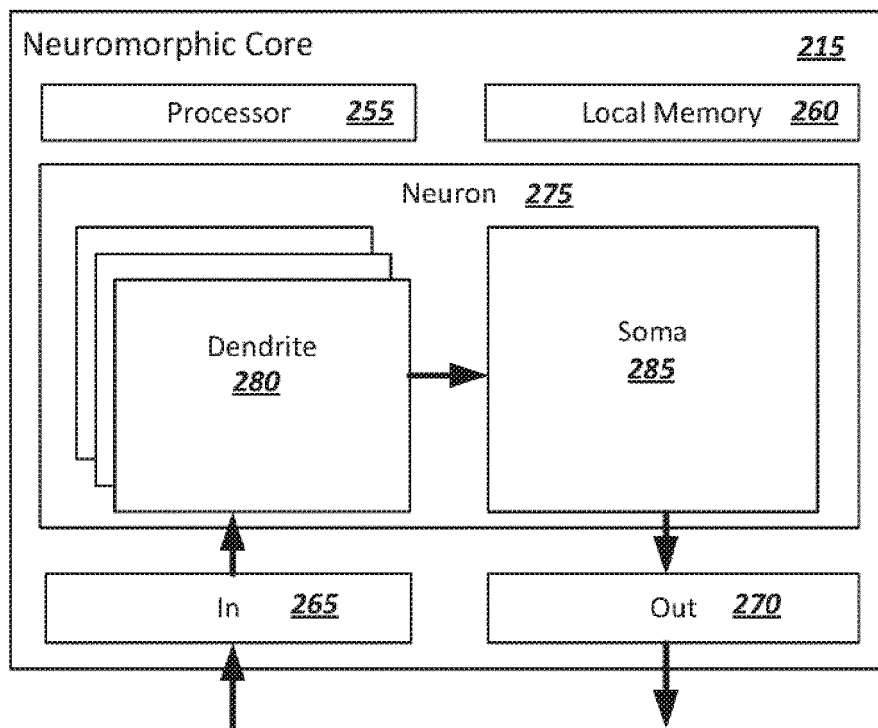 Neuromorphic Core 215
Processor 255
Local Memory 260
Neuron 275
Dendrite
280
Soma
285
In 265
Out 270